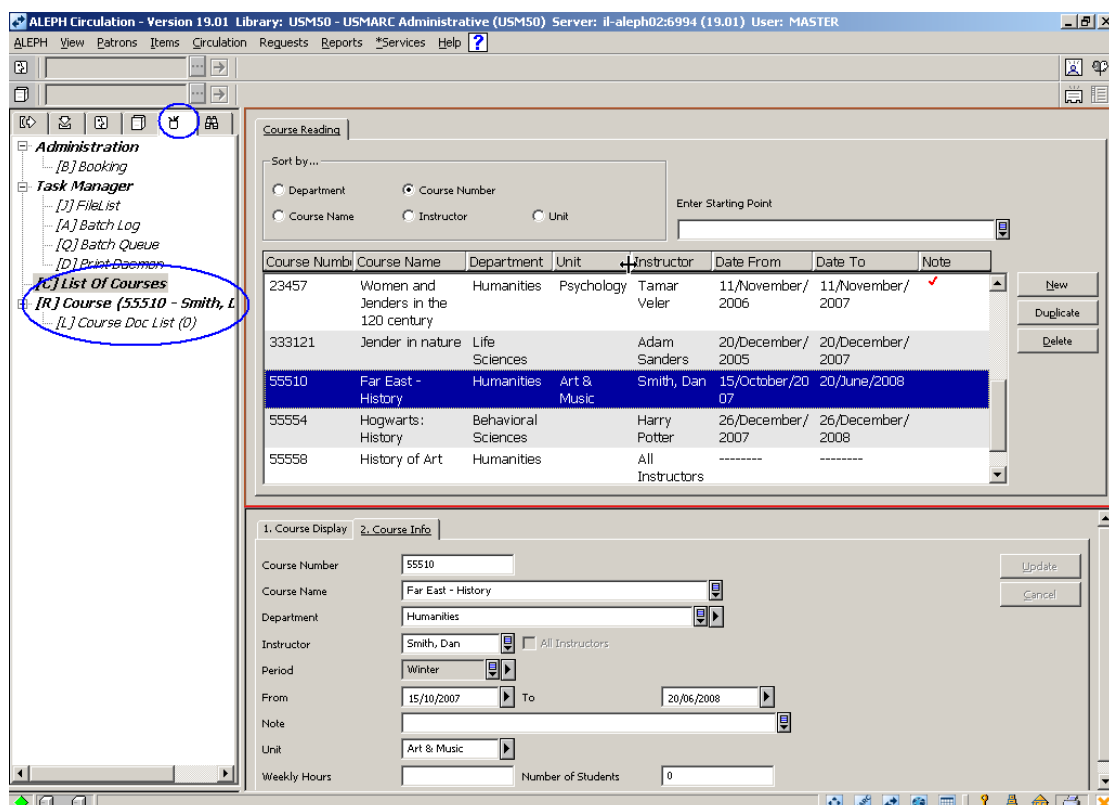 ALEPH Circulation - Version 19.01 Library: USM50 - USMARC Administrative (USM50) Server: il-aleph02:6994 (19.01) User: MASTER
ALEPH View Patrons Items Circulation Requests Reports *Services Help ?
Administration
[B] Booking
Task Manager
[J] FileList
[A] Batch Log
[Q] Batch Queue
[D] Print Daemon
[C] List Of Courses
[R] Course (55510 - Smith, L
[L] Course Doc List (0)
Course Reading
Sort by...
Department Course Number
Course Name Instructor Unit
Enter Starting Point
Course Numb Course Name Department Unit Instructor Date From Date To Note
23457 Women and Humanities Psychology Tamar 11/November/ 11/November/
Jenders in the Veler 2006 2007
120 century
333121 Jender in nature Life Adam 20/December/ 20/December/
Sciences Sanders 2005 2007
55510 Far East - Humanities Art & Smith, Dan 15/October/20 20/June/2008
History Music 07
55554 Hogwarts: Behavioral Harry 26/December/ 26/December/
History Sciences Potter 2007 2008
55558 History of Art Humanities All -------- --------
Instructors
New
Duplicate
Delete
1. Course Display 2. Course Info
Course Number 55510
Course Name Far East - History
Department Humanities
Instructor Smith, Dan All Instructors
Period Winter
From 15/10/2007 To 20/06/2008
Note
Unit Art & Music
Weekly Hours Number of Students 0
Update
Cancel